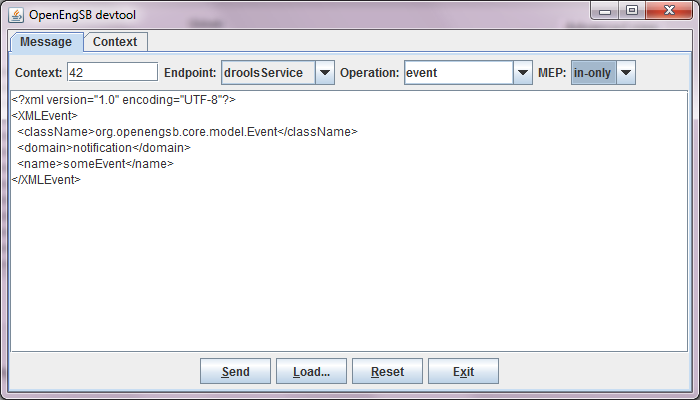 OpenEngSB devtool
Message Context
Context: 42 Endpoint: droolsService Operation: event MEP: in-only
<?xml version="1.0" encoding="UTF-8"?>
<XMLEvent>
  <className>org.openengsb.core.model.Event</className>
  <domain>notification</domain>
  <name>someEvent</name>
</XMLEvent>
Send Load... Reset Exit